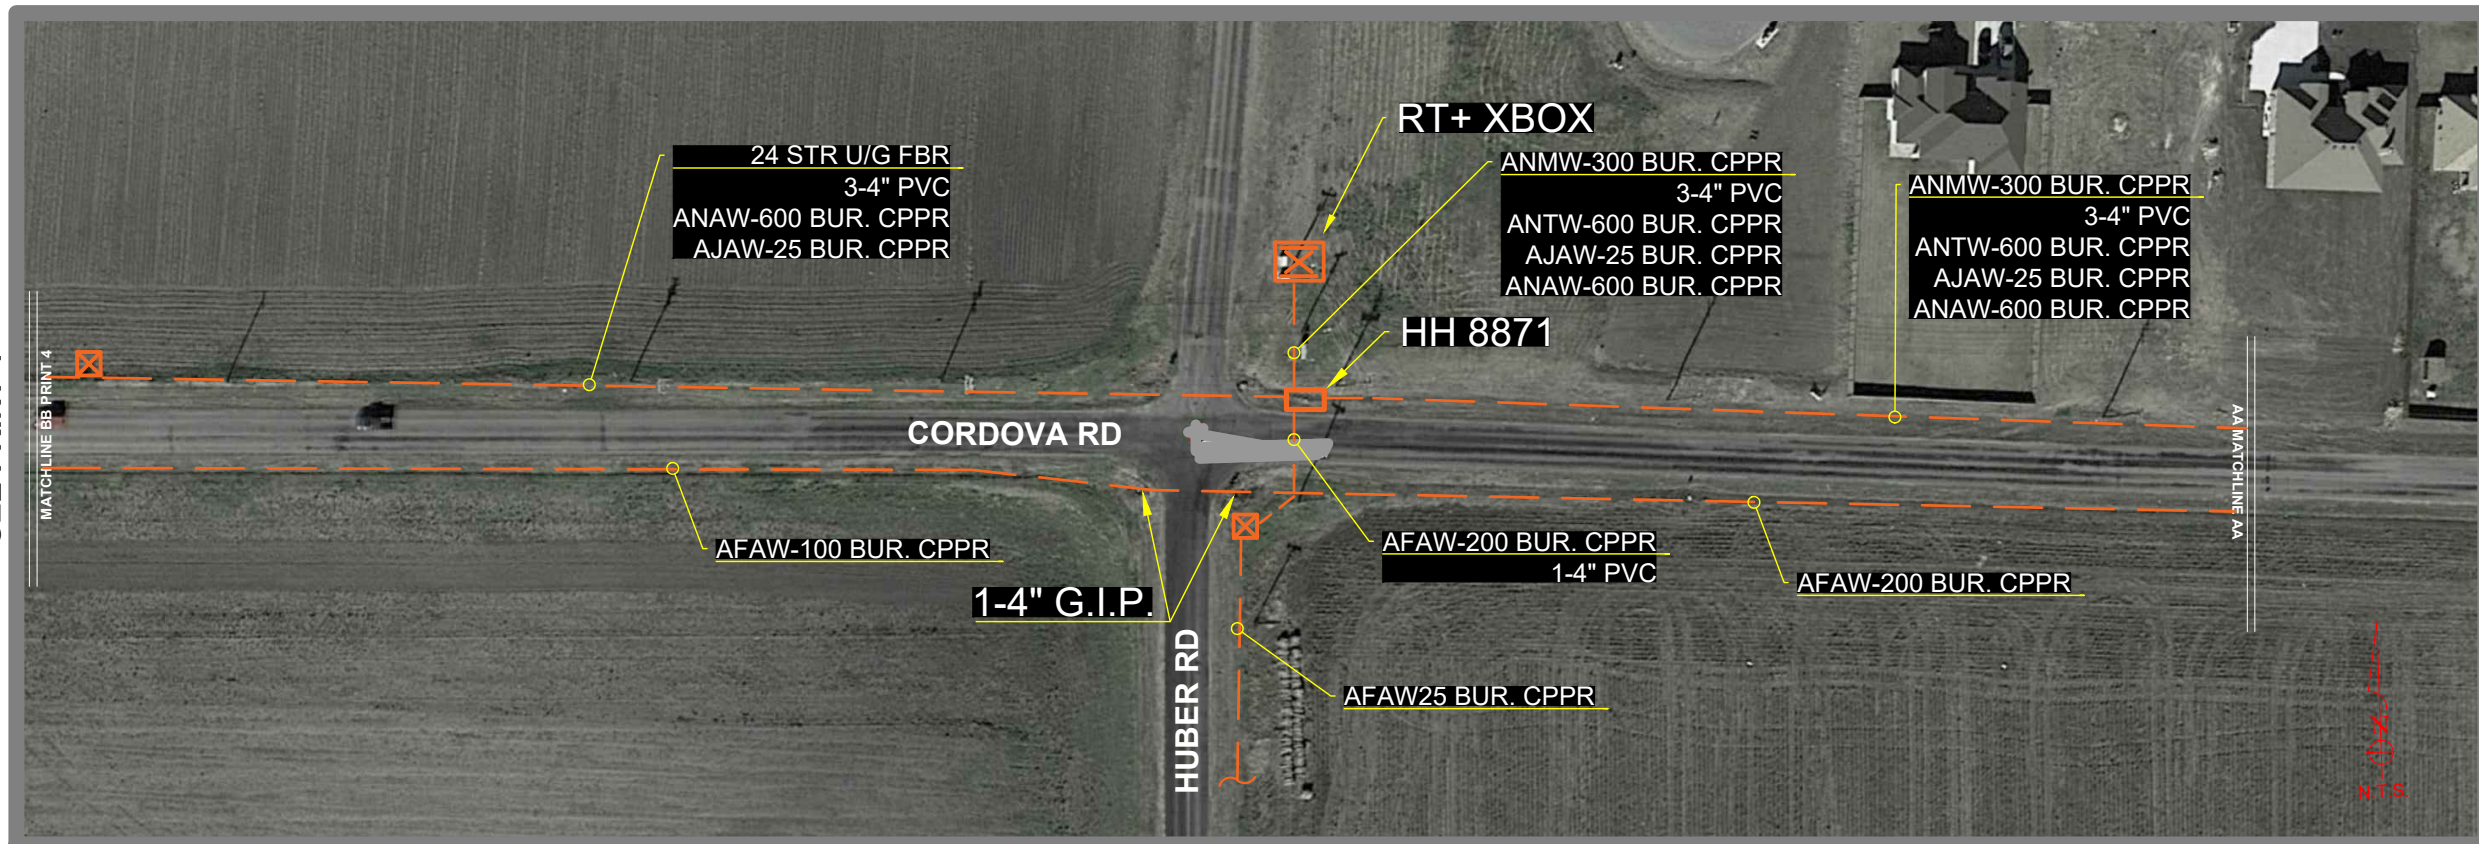 RT+ XBOX
24 STR U/G FBR
3-4" PVC
ANAW-600 BUR. CPPR
AJAW-25 BUR. CPPR
ANMW-300 BUR. CPPR
3-4" PVC
ANTW-600 BUR. CPPR
AJAW-25 BUR. CPPR
ANAW-600 BUR. CPPR
ANMW-300 BUR. CPPR
3-4" PVC
ANTW-600 BUR. CPPR
AJAW-25 BUR. CPPR
ANAW-600 BUR. CPPR
HH 8871
MATCHLINE BB PRINT 4
CORDOVA RD
AA MATCHLINE AA
AFAW-100 BUR. CPPR
AFAW-200 BUR. CPPR
1-4" PVC
AFAW-200 BUR. CPPR
1-4" G.I.P.
HUBER RD
AFAW25 BUR. CPPR
N
N.T.S.